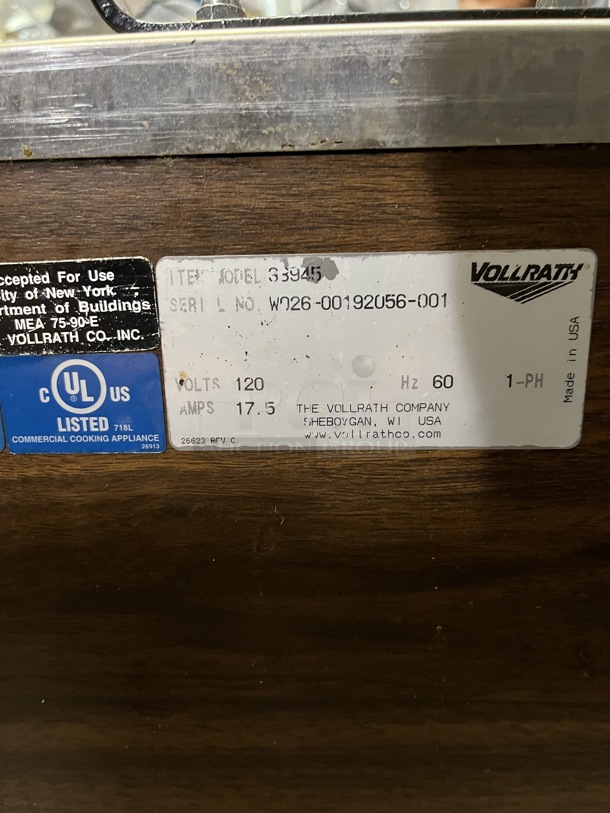 ccepted For Use
ity of New York
rtment of Buildings
MEA 75-90-E
VOLLRATH CO. INC.
C UL ® US
LISTED 718L
COMMERCIAL COOKING APPLIANCE
26913
ITEM MODEL 38945
SERI L NO. W026-00192056-001
VOLLRATH
VOLTS 120 Hz 60 1-PH
AMPS 17.5
THE VOLLRATH COMPANY
SHEBOYGAN, WI USA
www.vollrathco.com
26623 REV C
Made in USA